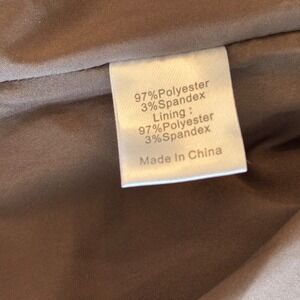 97%Polyester
3%Spandex
Lining :
97%Polyester
3%Spandex
Made In China